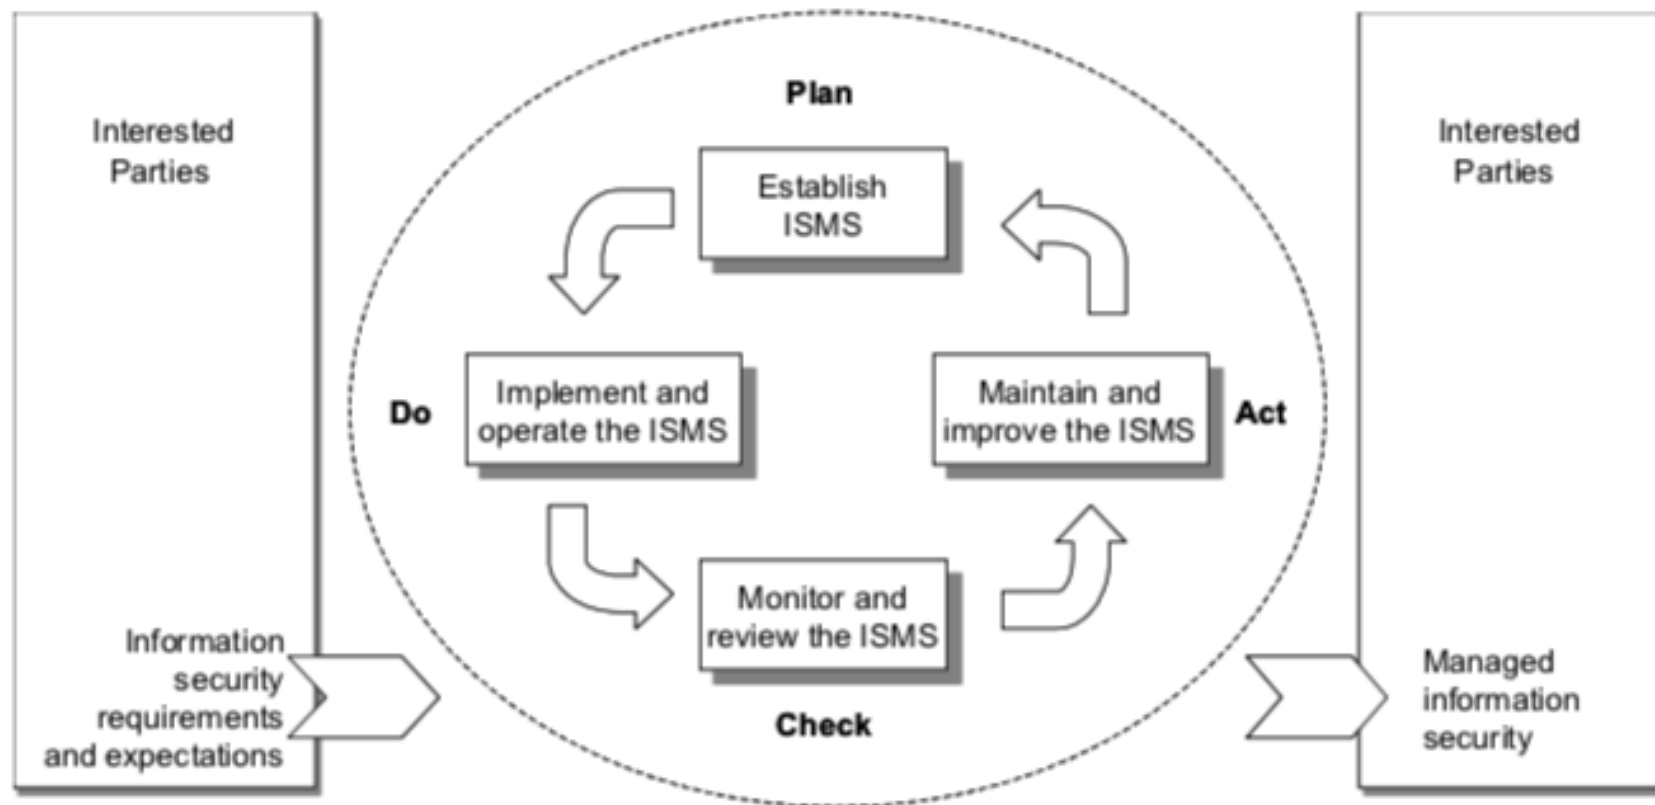 Interested
Parties
Information
security
requirements
and expectations
Plan
Establish
ISMS
Do
Implement and
operate the ISMS
Maintain and
improve the ISMS
Act
Monitor and
review the ISMS
Check
Interested
Parties
Managed
information
security